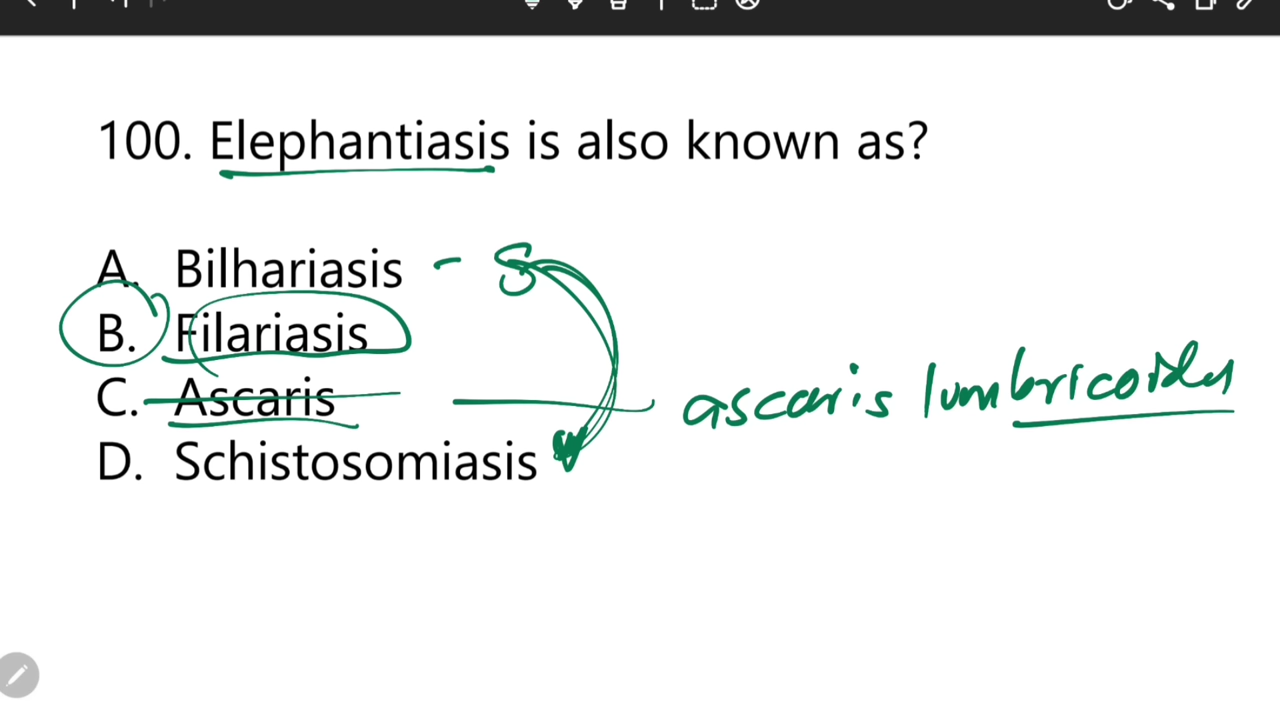 100. Elephantiasis is also known as?
A. Bilhariasis - S
B. Filariasis
C. Ascaris ascaris lumbricoides
D. Schistosomiasis